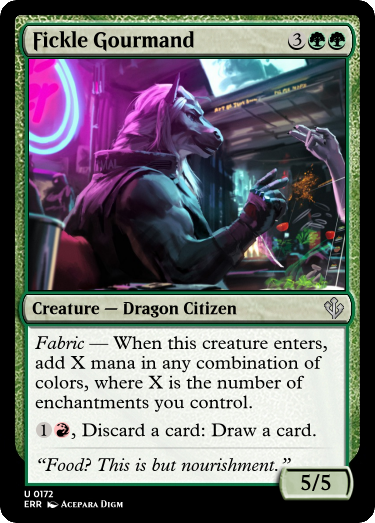 Fickle Gourmand 3
Creature — Dragon Citizen
Fabric — When this creature enters,
add X mana in any combination of
colors, where X is the number of
enchantments you control.
1, Discard a card: Draw a card.
“Food? This is but nourishment.”
5/5
U 0172
ERR Acepara Digm